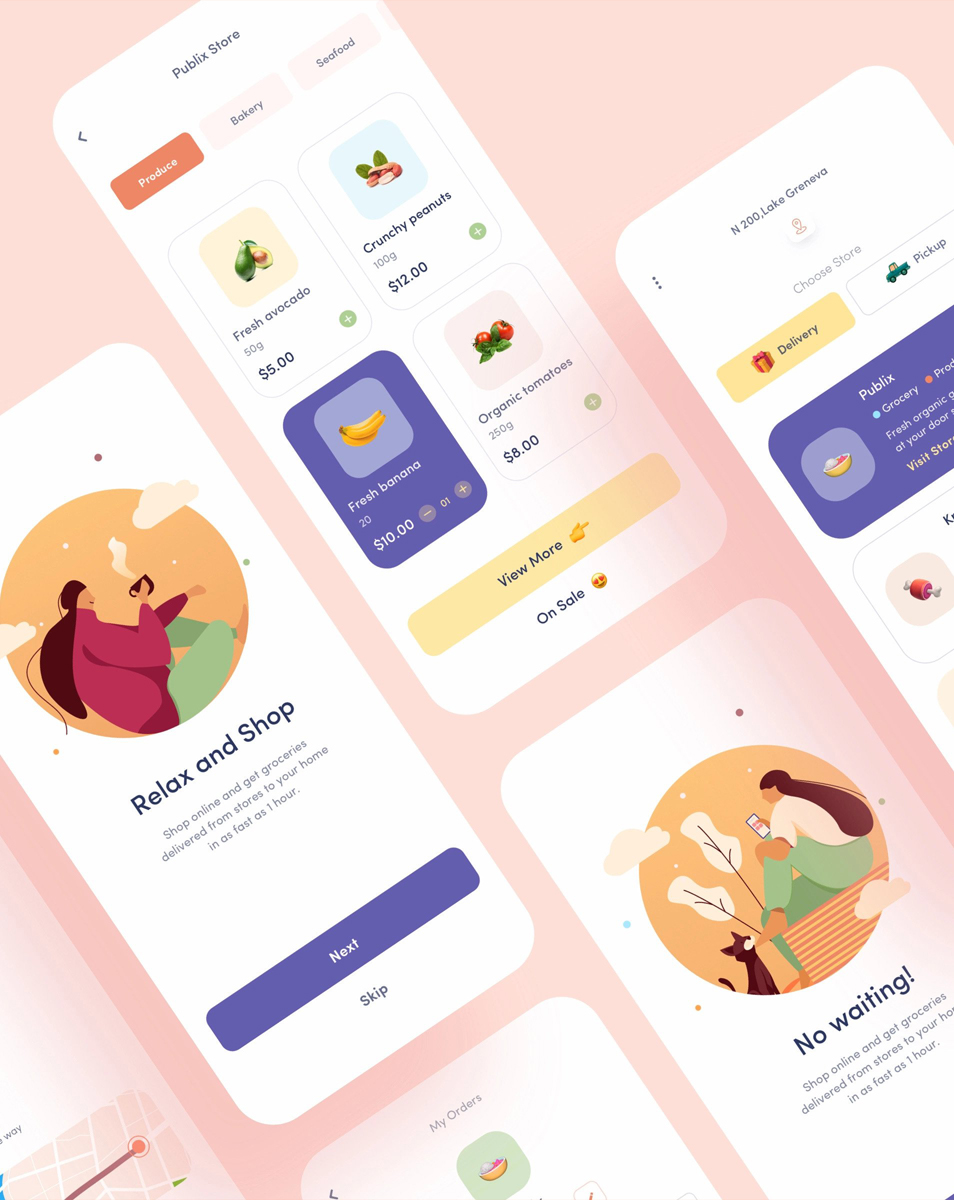 Publix Store
Produce
Bakery
Seafood
Fresh avocado
50g
$5.00
Crunchy peanuts
100g
$12.00
Fresh banana
20
$10.00
01
Organic tomatoes
250g
$8.00
View More
On Sale
N 200,Lake Greneva
Choose Store
Delivery
Pickup
Publix
Grocery
Fresh organic
at your door
Visit
Relax and Shop
Shop online and get groceries
delivered from stores to your home
in as fast as 1 hour.
Next
Skip
No waiting!
Shop online and get groceries
delivered from stores to your
in as fast as 1 hour.
My Orders
way